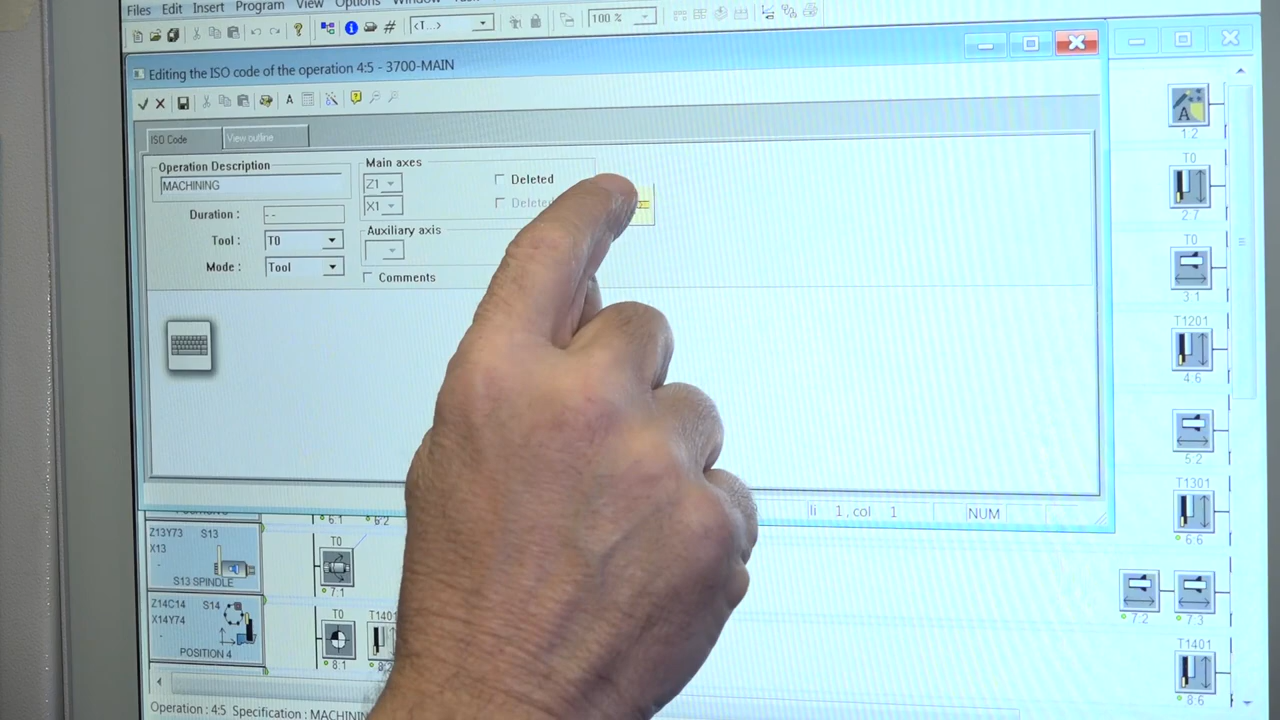 Files Edit Insert Program View Options Window
<T...> 100 %
Editing the ISO code of the operation 4:5 - 3700-MAIN
ISO Code View outline
Operation Description
MACHINING
Main axes
Z1
X1
Deleted
Deleted
Duration : - -
Tool : T0
Mode : Tool
Auxiliary axis
Comments
li 1, col 1 NUM
1:2
T0
2:7
T0
3:1
T1201
4:6
5:2
T1301
6:6
7:2 7:3
T1401
8:6
6:1 6:2
Z13Y73 S13
X13
-
S13 SPINDLE
T0
7:1
Z14C14 S14
X14Y74
-
POSITION 4
T0 T1401
8:1 8:2
Operation : 4:5 Specification : MACHININ